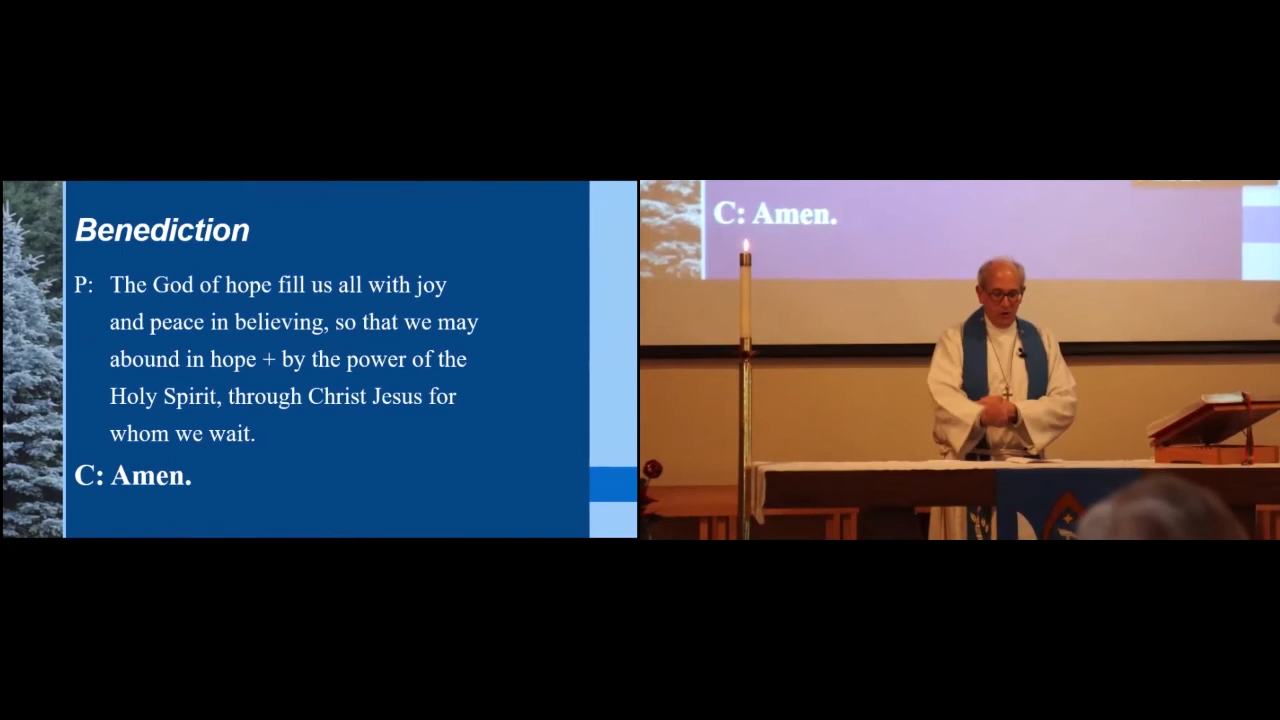 Benediction
P: The God of hope fill us all with joy
and peace in believing, so that we may
abound in hope + by the power of the
Holy Spirit, through Christ Jesus for
whom we wait.
C: Amen.
C: Amen.